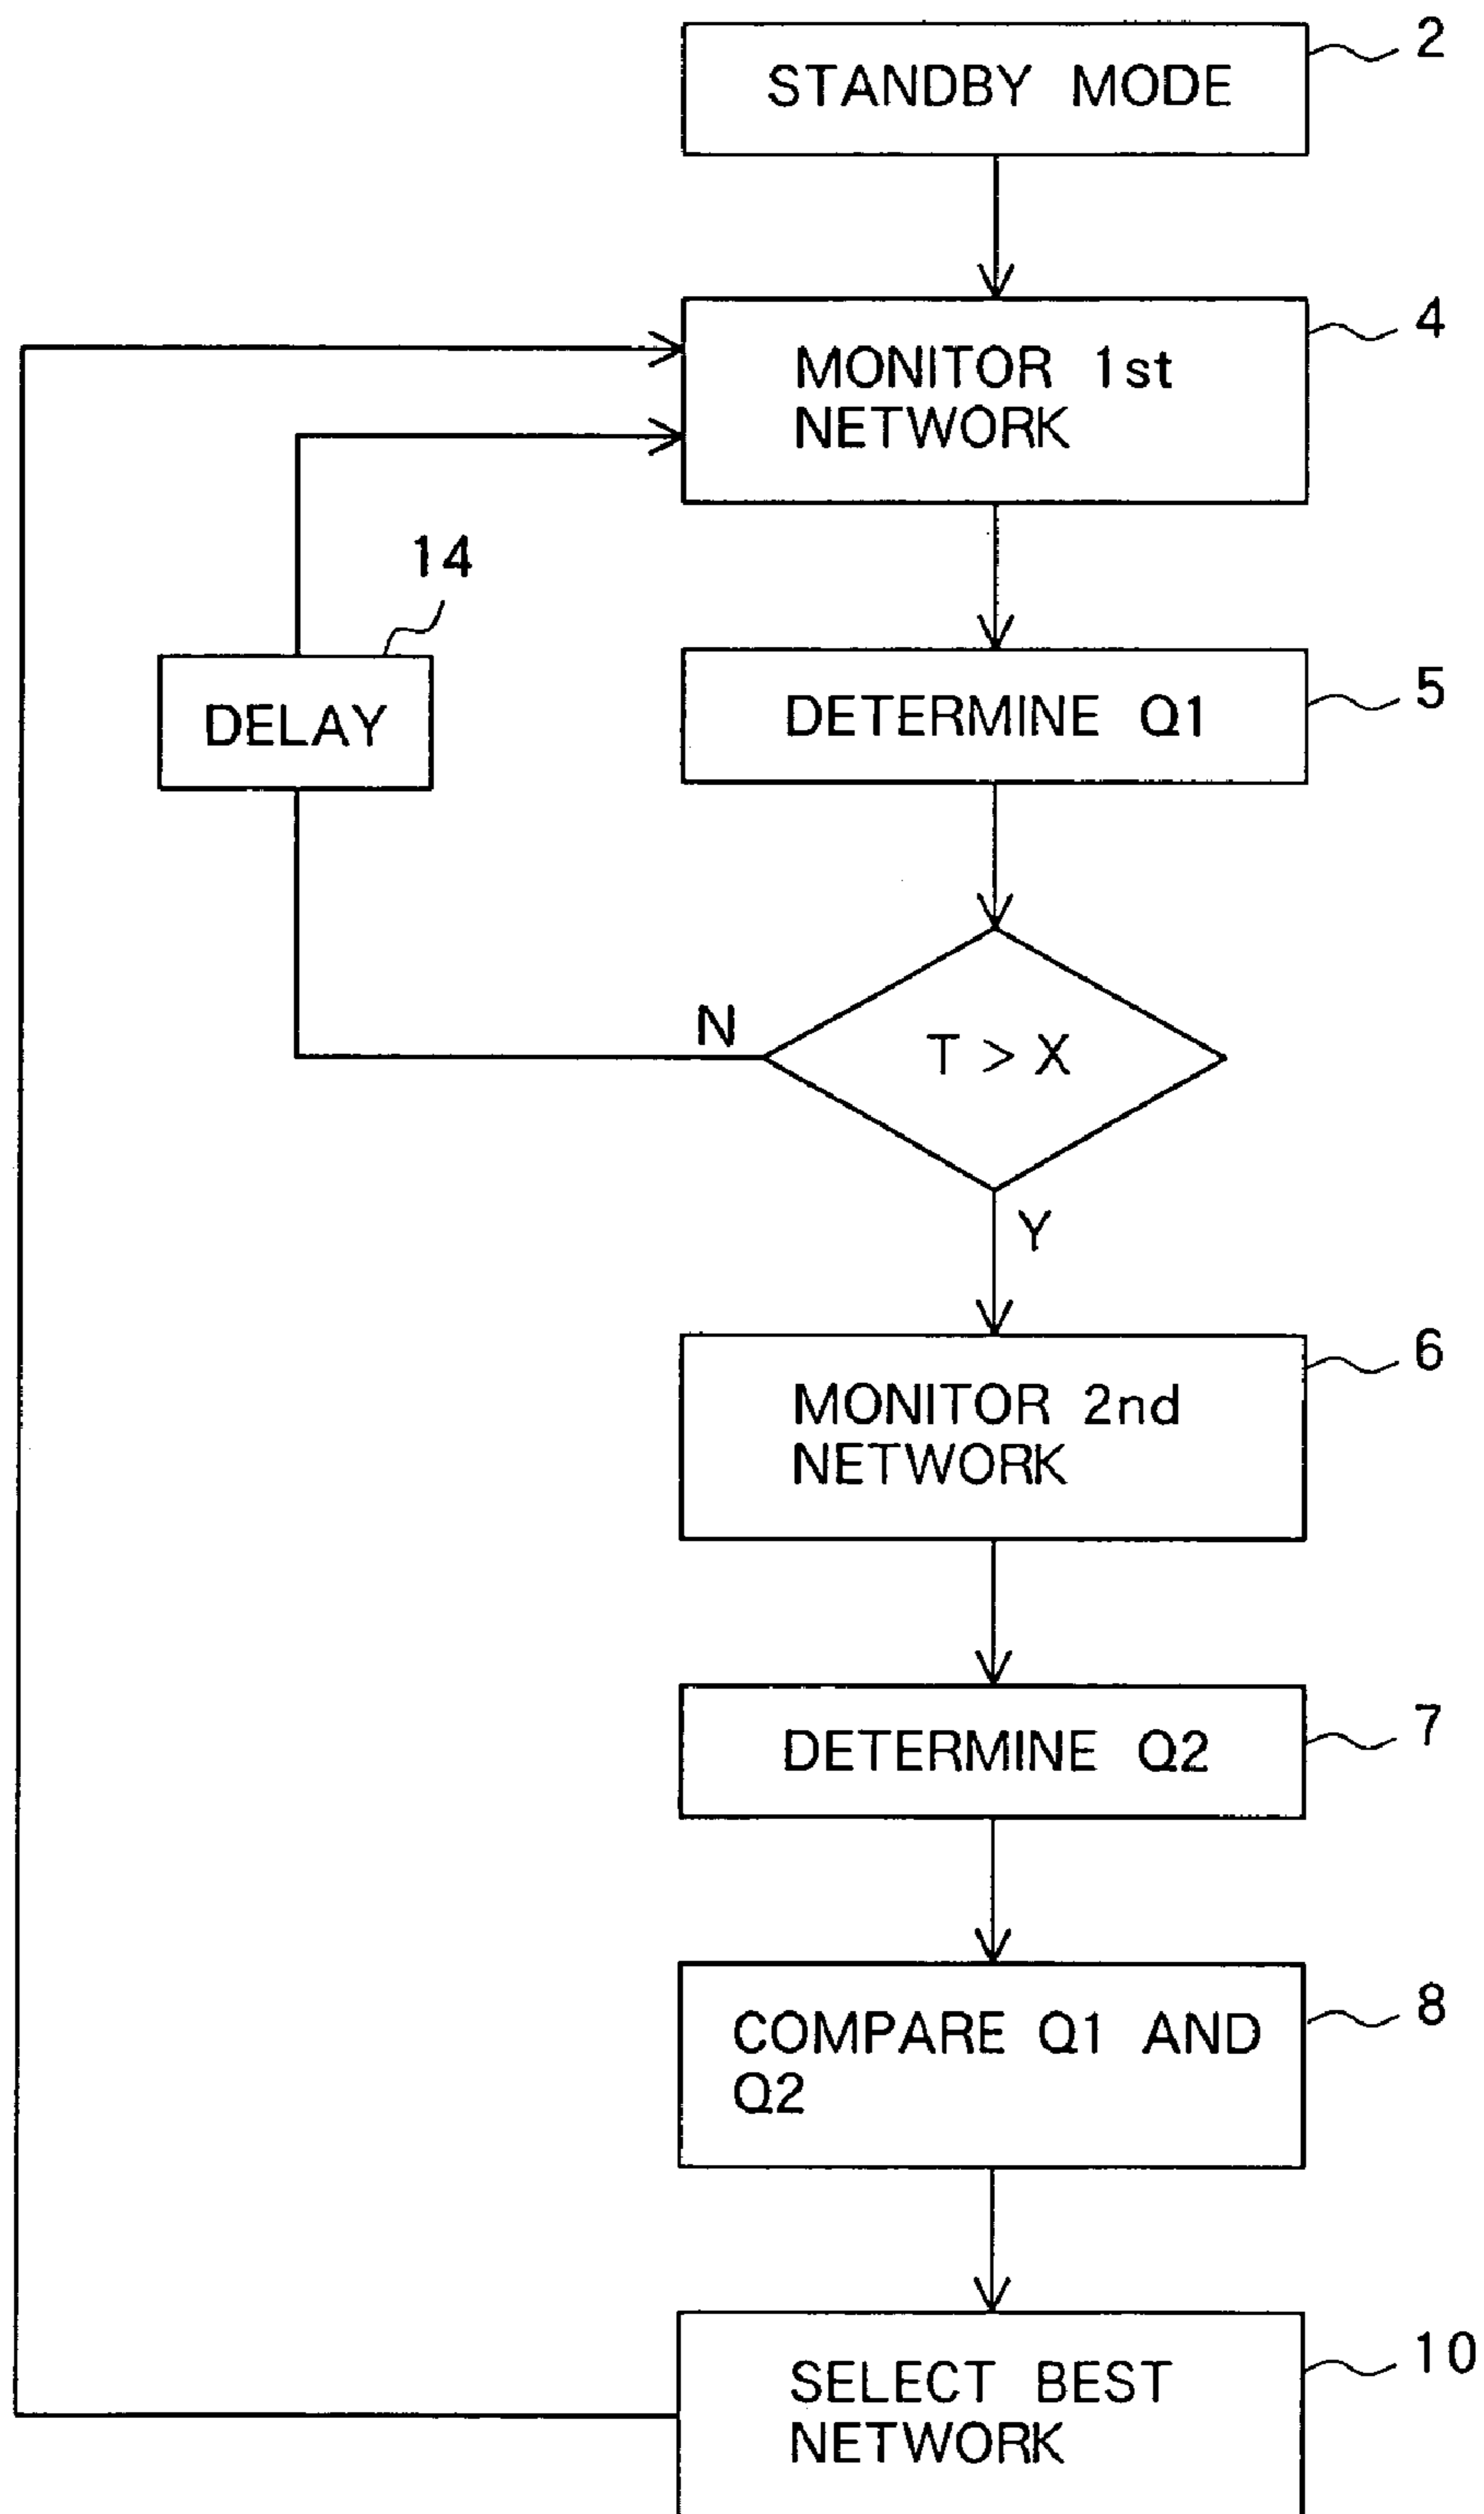 2
STANDBY MODE
4
MONITOR 1st
NETWORK
14
5
DETERMINE Q1
DELAY
N
T > X
Y
6
MONITOR 2nd
NETWORK
7
DETERMINE Q2
8
COMPARE Q1 AND
Q2
10
SELECT BEST
NETWORK